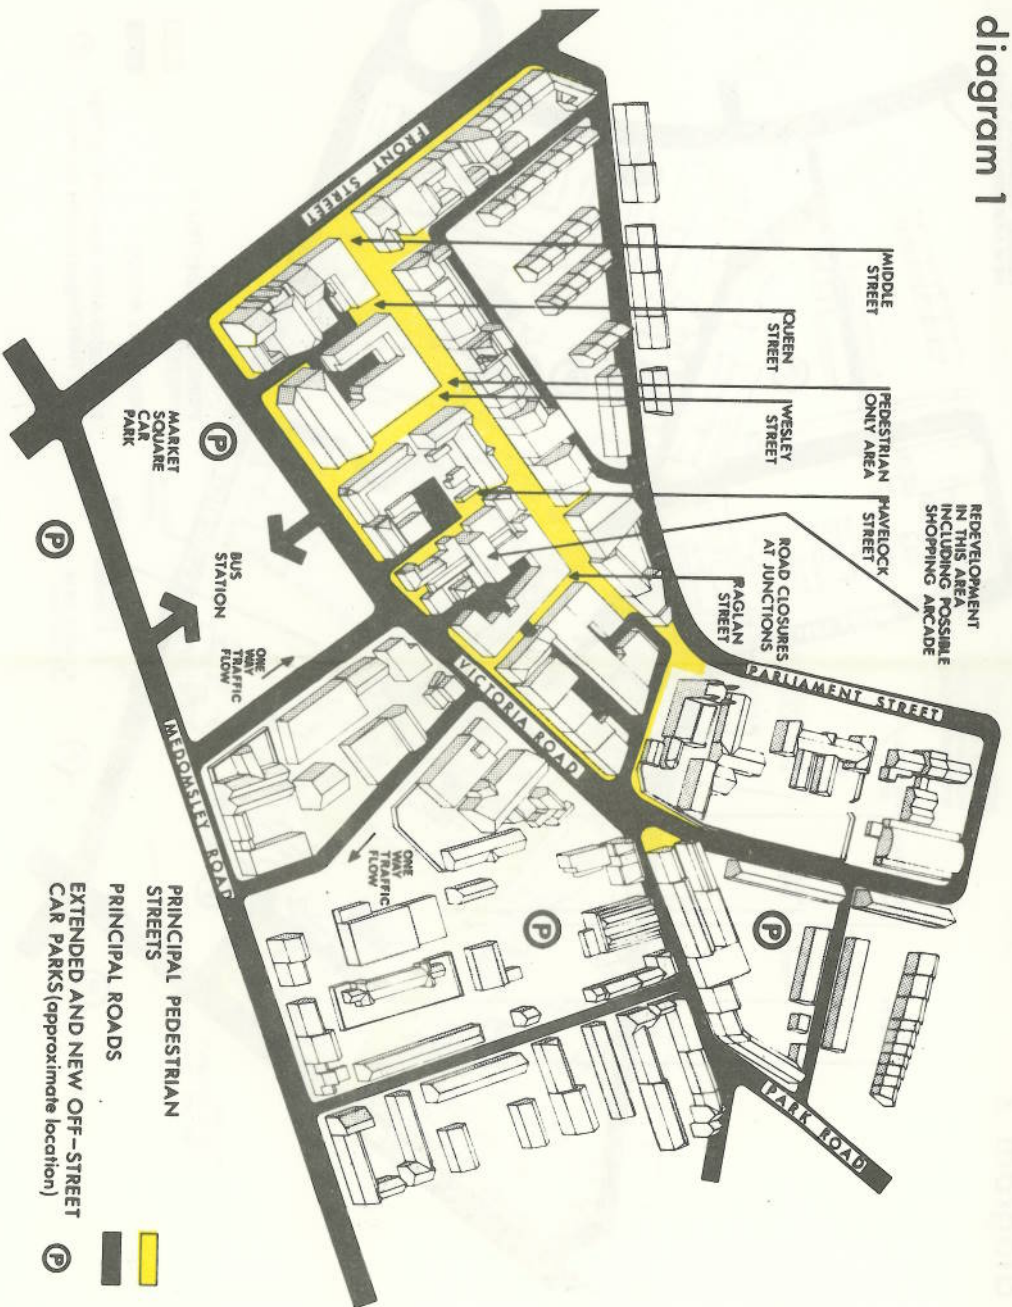 diagram 1
MIDDLE
STREET
QUEEN
STREET
PEDESTRIAN
ONLY AREA
WESLEY
STREET
HAVELOCK
STREET
REDEVELOPMENT
IN THIS AREA
INCLUDING POSSIBLE
SHOPPING ARCADE
ROAD CLOSURES
AT JUNCTIONS
RAGLAN
STREET
PARLIAMENT STREET
FRONT STREET
VICTORIA ROAD
MARKET
SQUARE
CAR
PARK
P
P
BUS
STATION
ONE
WAY
TRAFFIC
FLOW
MEDOMSLEY ROAD
ONE
WAY
TRAFFIC
FLOW
P
P
PARK ROAD
PRINCIPAL PEDESTRIAN
STREETS
PRINCIPAL ROADS
EXTENDED AND NEW OFF-STREET
CAR PARKS(approximate location)
P